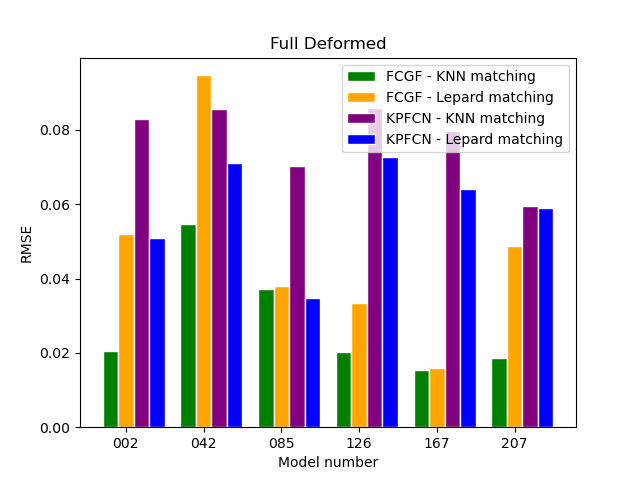 Full Deformed
FCGF - KNN matching
FCGF - Lepard matching
KPFCN - KNN matching
KPFCN - Lepard matching
RMSE
0.08
0.06
0.04
0.02
0.00
002 042 085 126 167 207
Model number